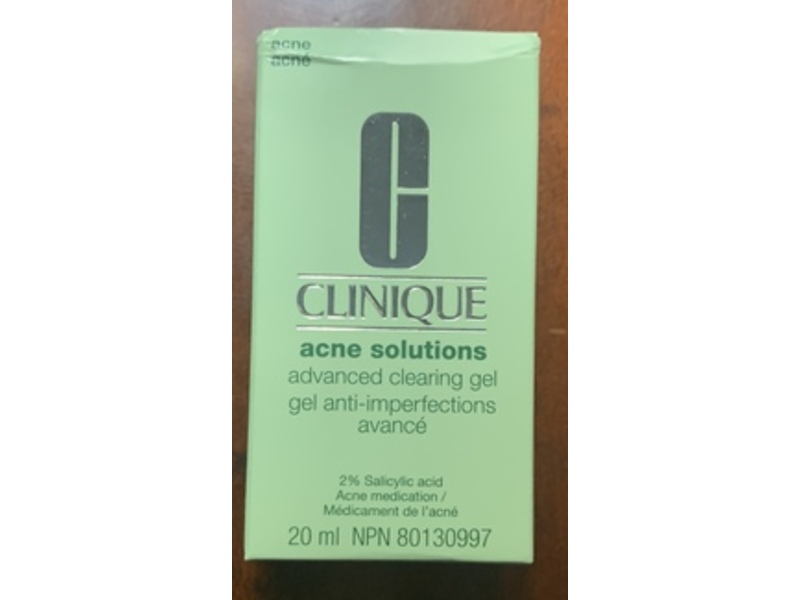 acne
acné
C
CLINIQUE
acne solutions
advanced clearing gel
gel anti-imperfections
avancé
2% Salicylic acid
Acne medication /
Médicament de l'acné
20 ml NPN 80130997